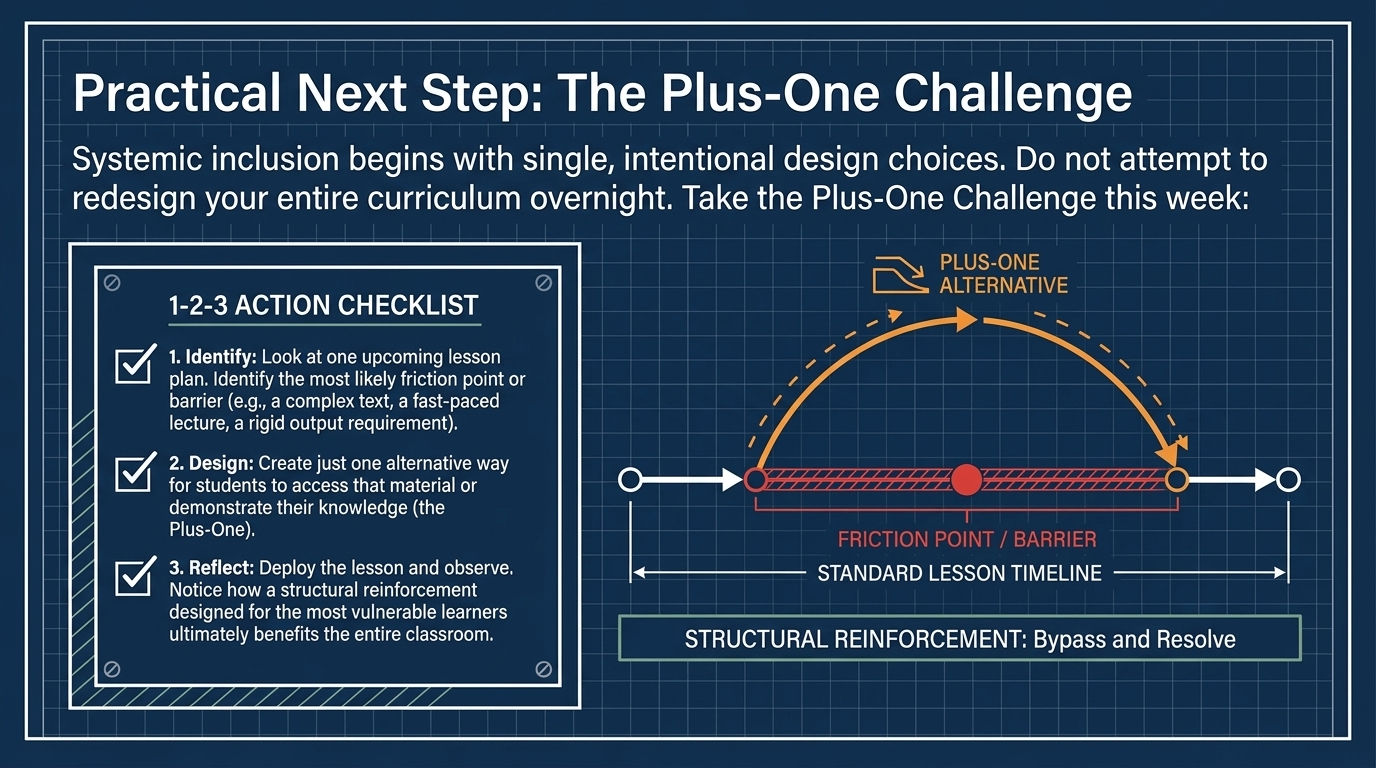 Practical Next Step: The Plus-One Challenge
Systemic inclusion begins with single, intentional design choices. Do not attempt to
redesign your entire curriculum overnight. Take the Plus-One Challenge this week:
1-2-3 ACTION CHECKLIST
1. Identify: Look at one upcoming lesson
plan. Identify the most likely friction point or
barrier (e.g., a complex text, a fast-paced
lecture, a rigid output requirement).
2. Design: Create just one alternative way
for students to access that material or
demonstrate their knowledge (the
Plus-One).
3. Reflect: Deploy the lesson and observe.
Notice how a structural reinforcement
designed for the most vulnerable learners
ultimately benefits the entire classroom.
PLUS-ONE
ALTERNATIVE
FRICTION POINT / BARRIER
STANDARD LESSON TIMELINE
STRUCTURAL REINFORCEMENT: Bypass and Resolve